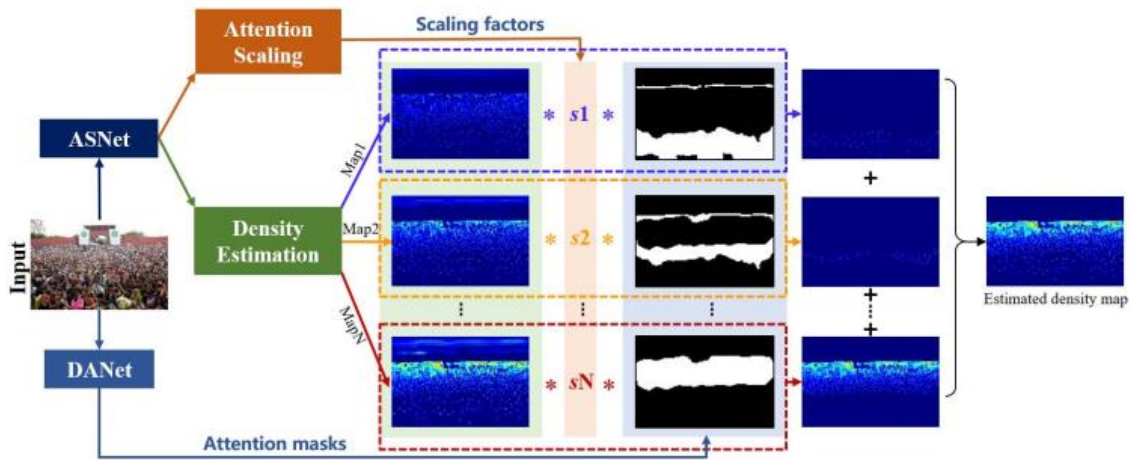 Attention
Scaling
Scaling factors
ASNet
Map1
* s1 *
+
Input
Density
Estimation
Map2
* s2 *
+
Estimated density map
MapN
+
DANet
* sN *
Attention masks